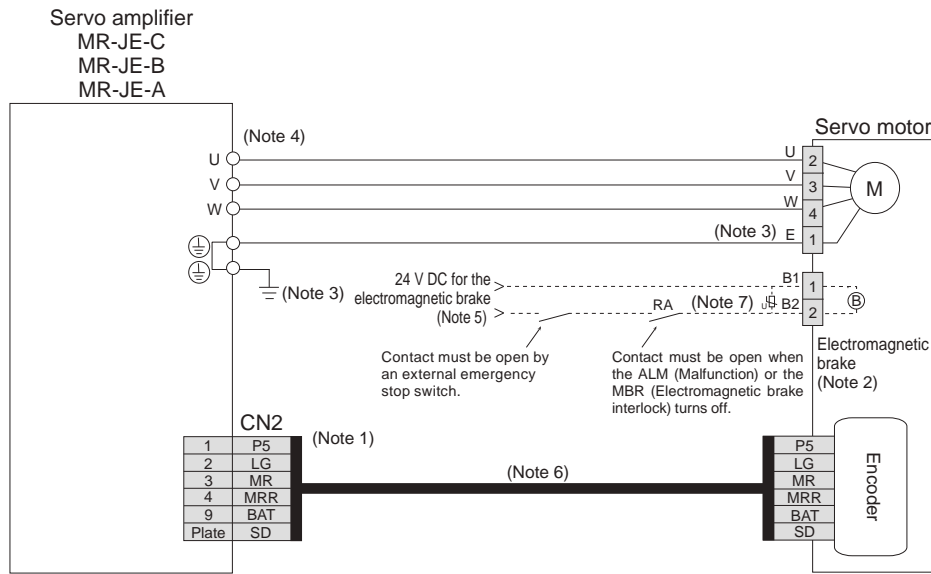 Servo amplifier
MR-JE-C
MR-JE-B
MR-JE-A
(Note 4)
Servo motor
U
U
2
V
V
3
M
W
W
4
(Note 3)
E
1
(Note 3)
24 V DC for the
electromagnetic brake
(Note 5)
B1
1
RA
(Note 7)
U
B2
2
B
Contact must be open by
an external emergency
stop switch.
Contact must be open when
the ALM (Malfunction) or the
MBR (Electromagnetic brake
interlock) turns off.
Electromagnetic
brake
(Note 2)
CN2
(Note 1)
(Note 6)
1 P5
2 LG
3 MR
4 MRR
9 BAT
Plate SD
P5
LG
MR
MRR
BAT
SD
Encoder